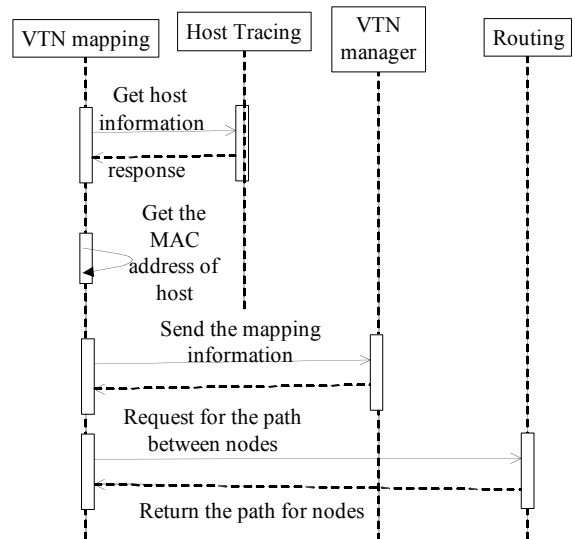 VTN mapping
Host Tracing
VTN
manager
Routing
Get host
information
response
Get the
MAC
address of
host
Send the mapping
information
Request for the path
between nodes
Return the path for nodes